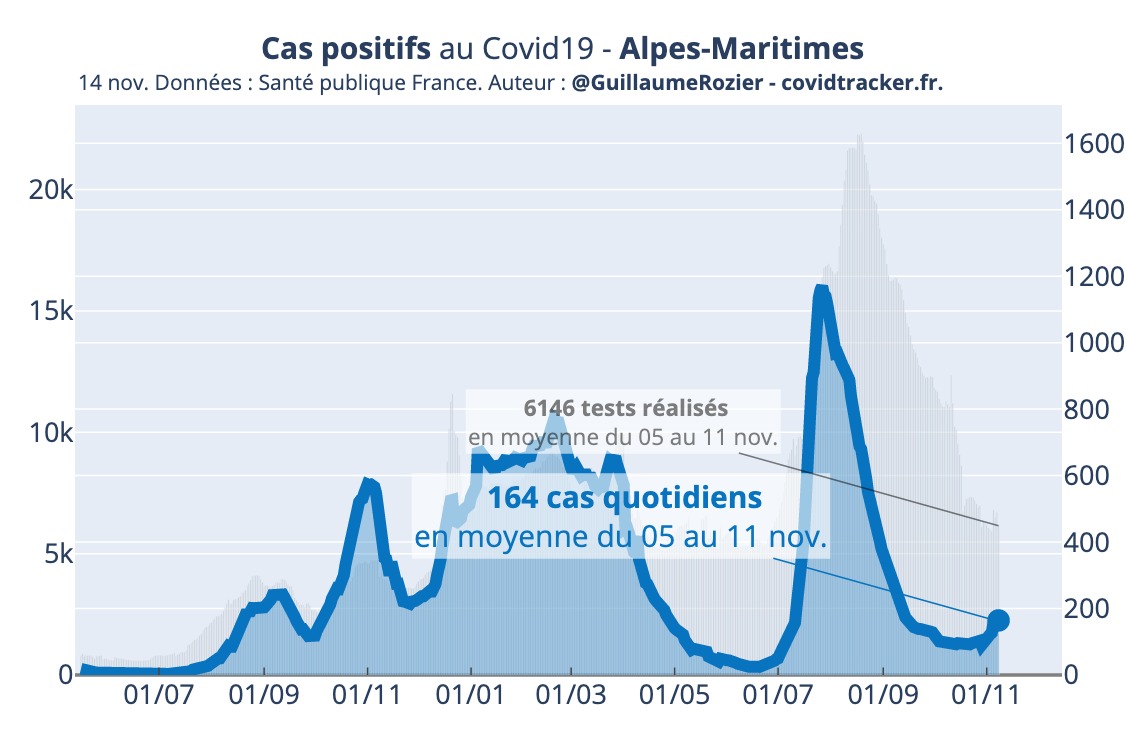 Cas positifs au Covid19 - Alpes-Maritimes
14 nov. Données : Santé publique France. Auteur : @GuillaumeRozier - covidtracker.fr.
1600
20k
1400
1200
15k
1000
6146 tests réalisés
800
10k
en moyenne du 05 au 11 nov.
600
164 cas quotidiens
en moyenne du 05 au 11 nov.
400
5k
200
0
0
01/07 01/09 01/11 01/01 01/03 01/05 01/07 01/09 01/11